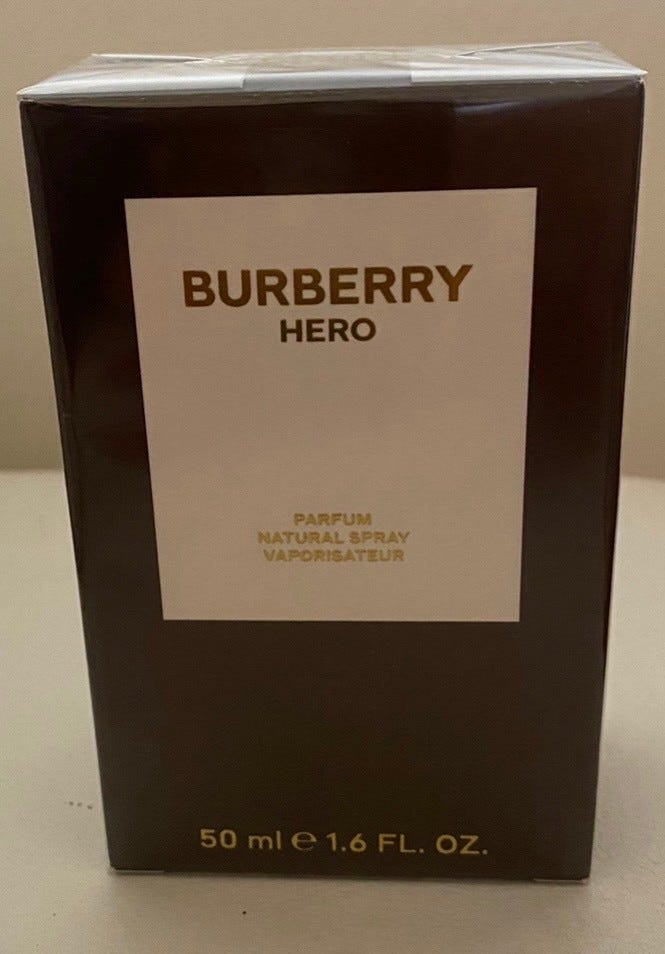 BURBERRY
HERO
PARFUM
NATURAL SPRAY
VAPORISATEUR
50 ml ℮ 1.6 FL. OZ.